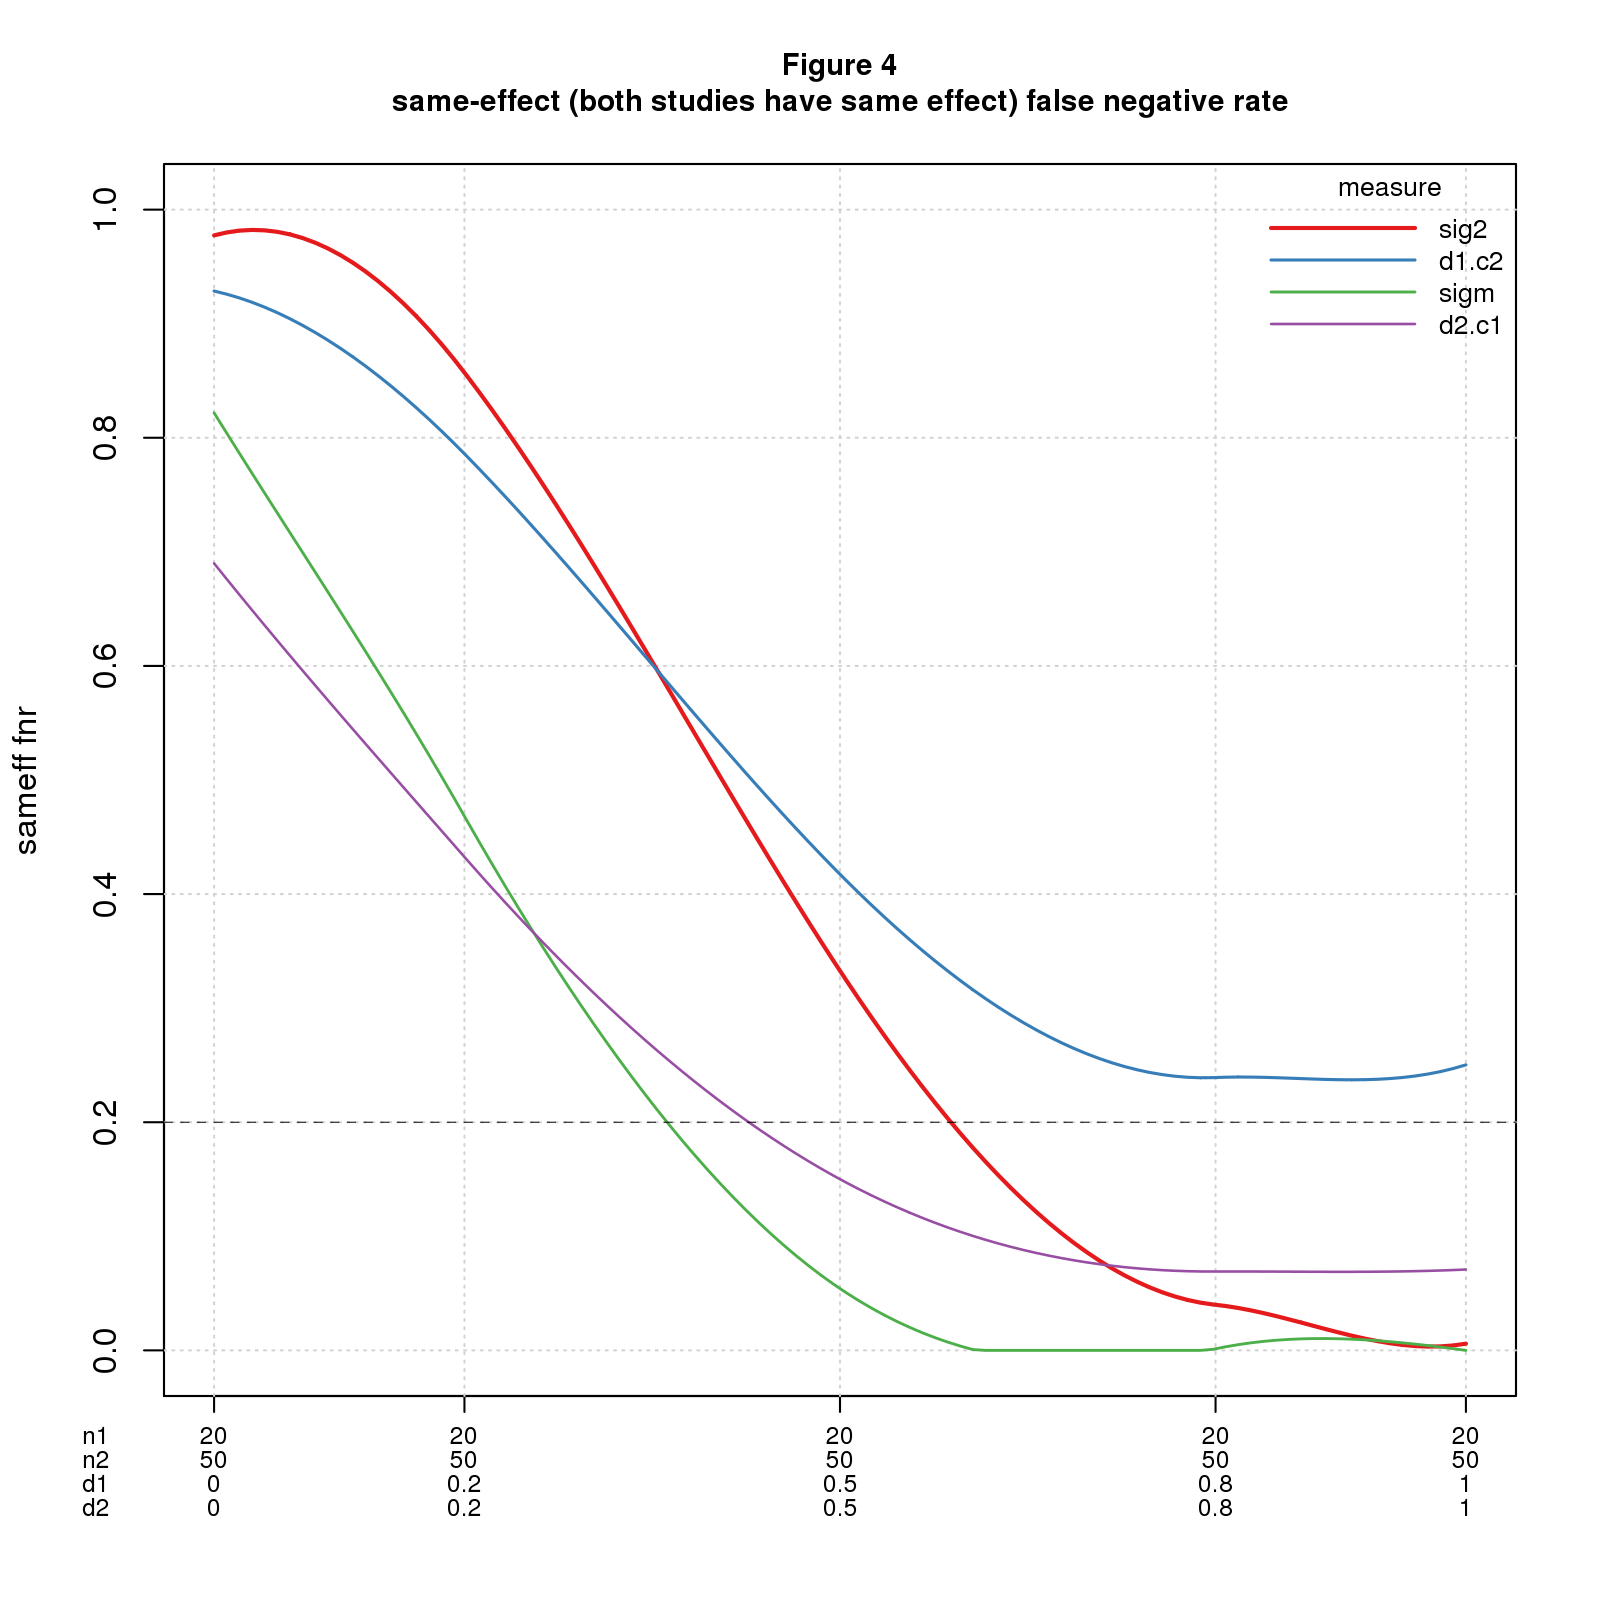 Figure 4
same-effect (both studies have same effect) false negative rate
measure
sig2
d1.c2
sigm
d2.c1
sameff fnr
1.0
0.8
0.6
0.4
0.2
0.0
n1 20 20 20 20 20
n2 50 50 50 50 50
d1 0 0.2 0.5 0.8 1
d2 0 0.2 0.5 0.8 1